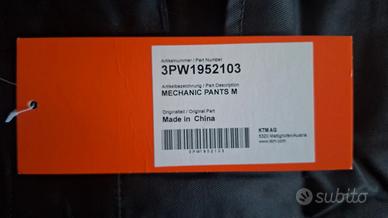 Artikelnummer / Part Number
3PW1952103
Artikelbezeichnung / Part Description
MECHANIC PANTS M
Originalteil / Original Part
Made in China
3PW1952103
KTM AG
5230 Mattighofen/Austria
www.ktm.com
subito